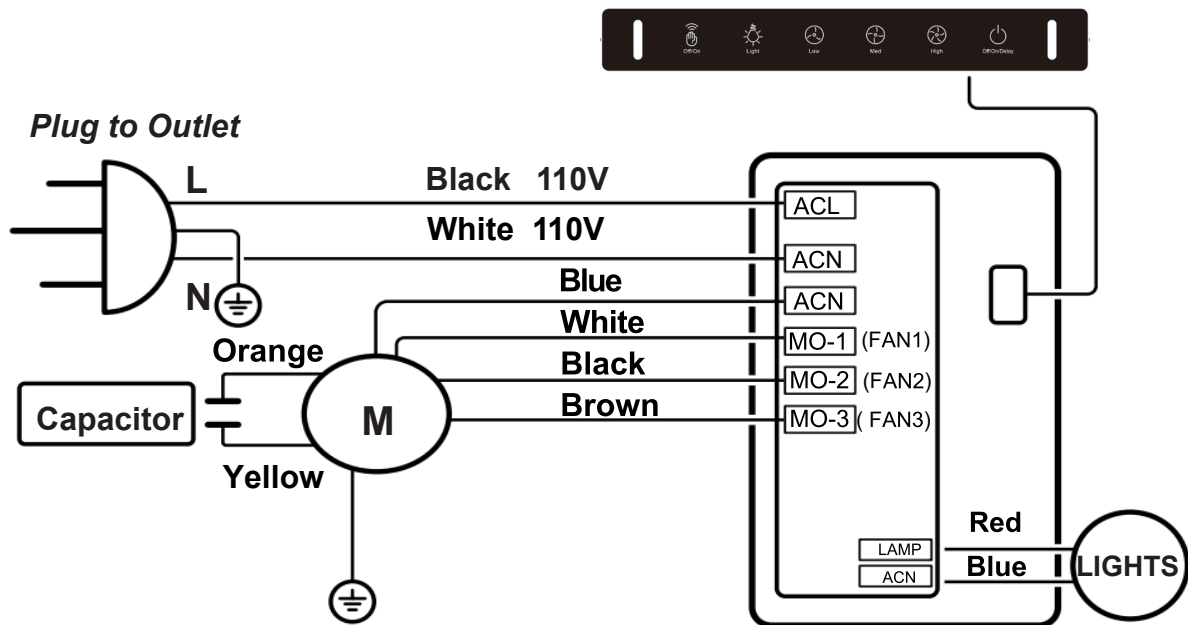 Off/On
Light
Low
Med
High
Off/On/Delay
Plug to Outlet
L
Black 110V
ACL
White 110V
ACN
N
Blue
ACN
White
MO-1 (FAN1)
Orange
Black
MO-2 (FAN2)
Capacitor
M
Brown
MO-3 ( FAN3)
Yellow
Red
LAMP
Blue
ACN
LIGHTS